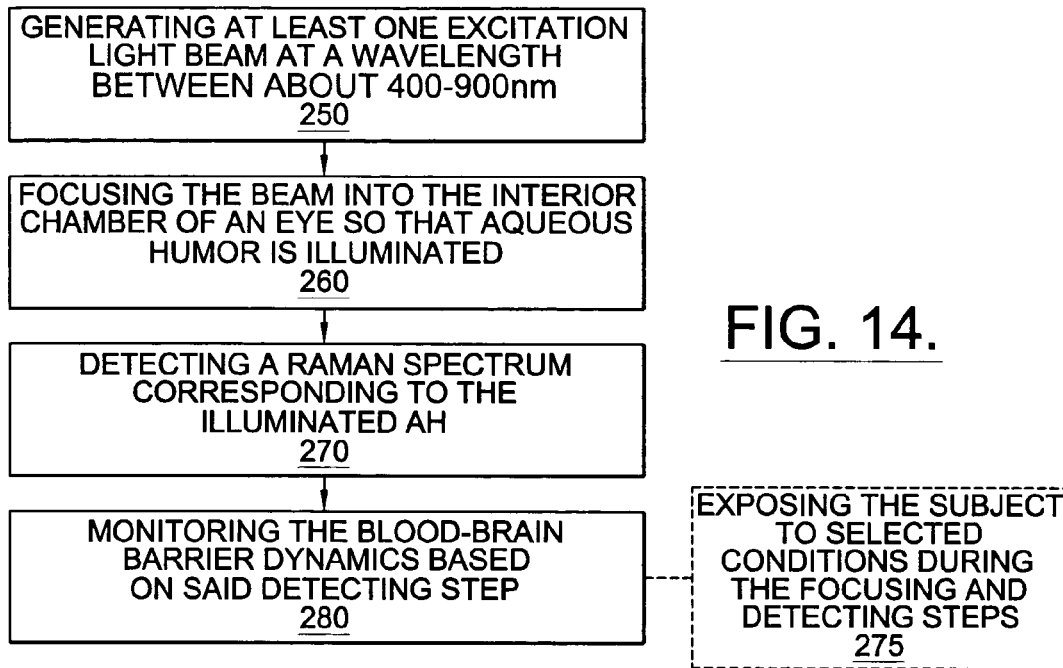 GENERATING AT LEAST ONE EXCITATION
LIGHT BEAM AT A WAVELENGTH
BETWEEN ABOUT 400-900nm
250
FOCUSING THE BEAM INTO THE INTERIOR
CHAMBER OF AN EYE SO THAT AQUEOUS
HUMOR IS ILLUMINATED
260
FIG. 14.
DETECTING A RAMAN SPECTRUM
CORRESPONDING TO THE
ILLUMINATED AH
270
MONITORING THE BLOOD-BRAIN
BARRIER DYNAMICS BASED
ON SAID DETECTING STEP
280
EXPOSING THE SUBJECT
TO SELECTED
CONDITIONS DURING
THE FOCUSING AND
DETECTING STEPS
275